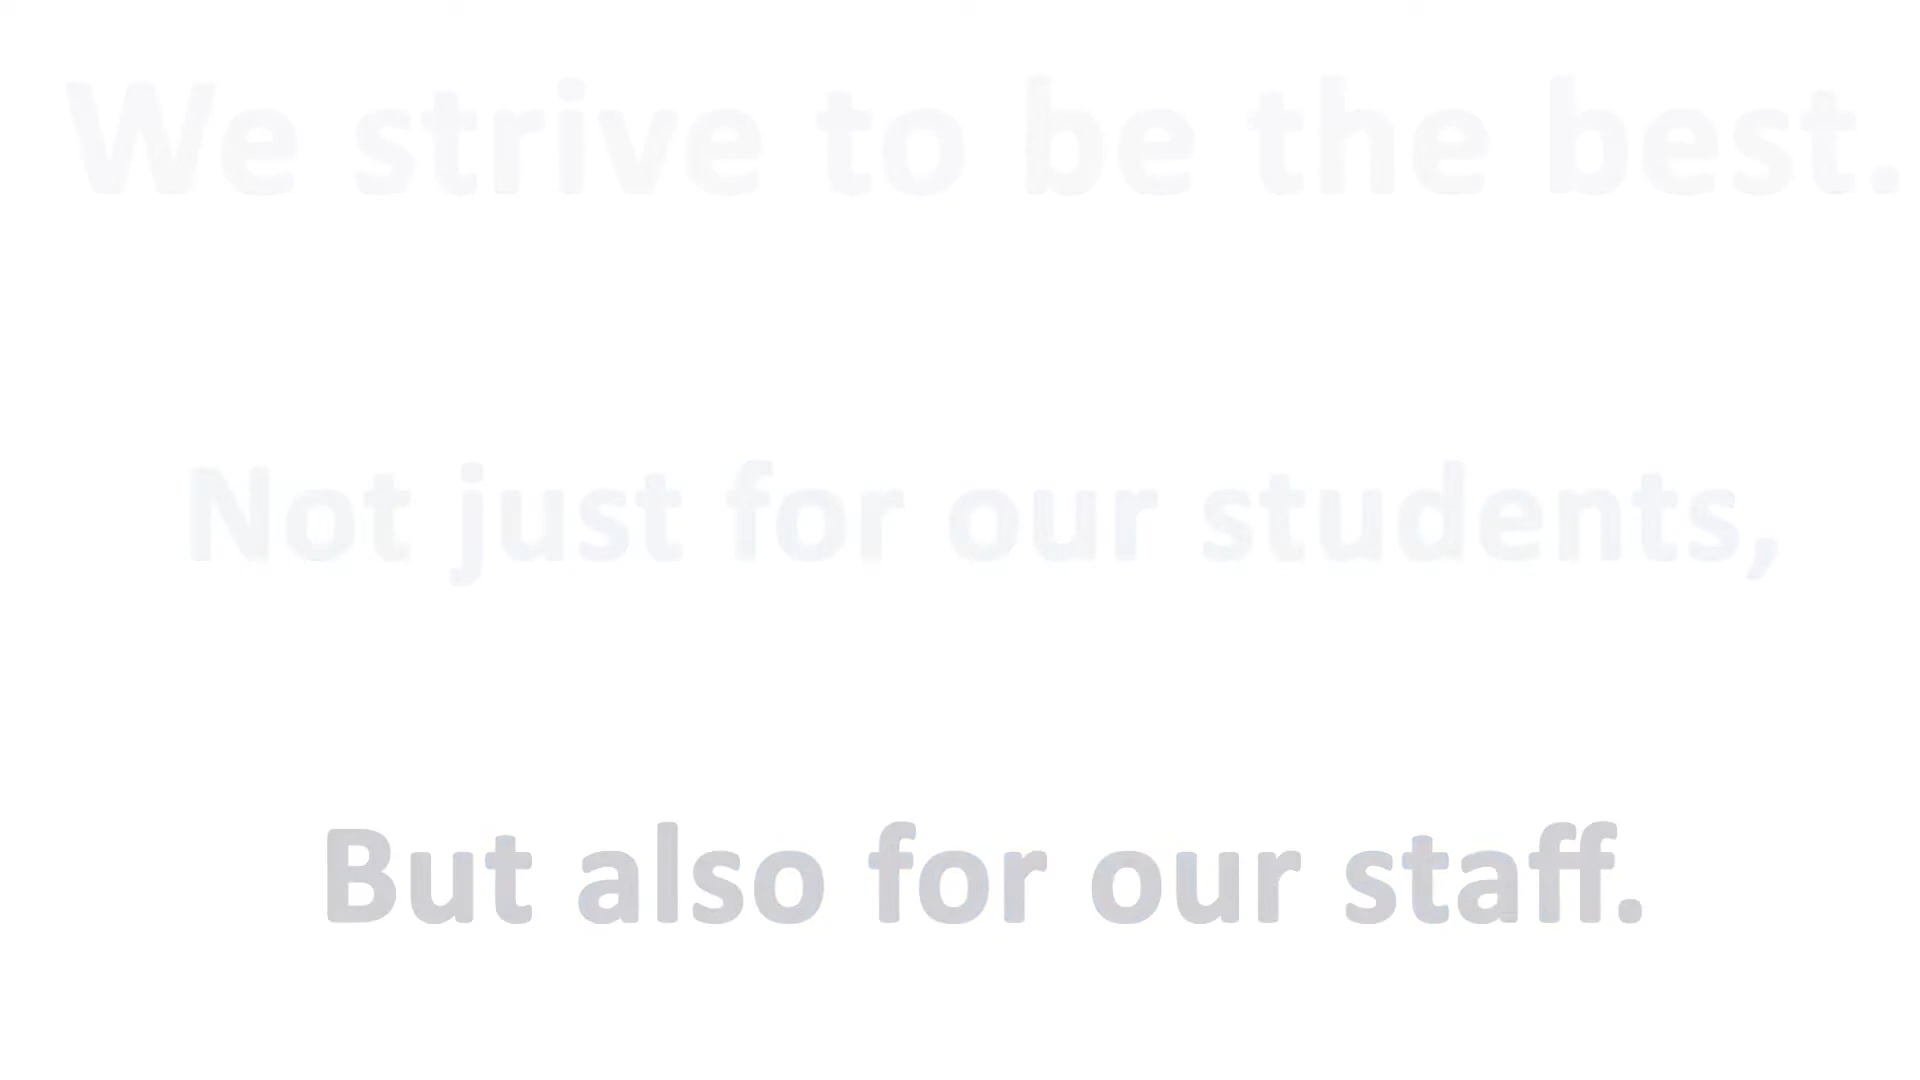 We strive to be the best.
Not just for our students,
But also for our staff.